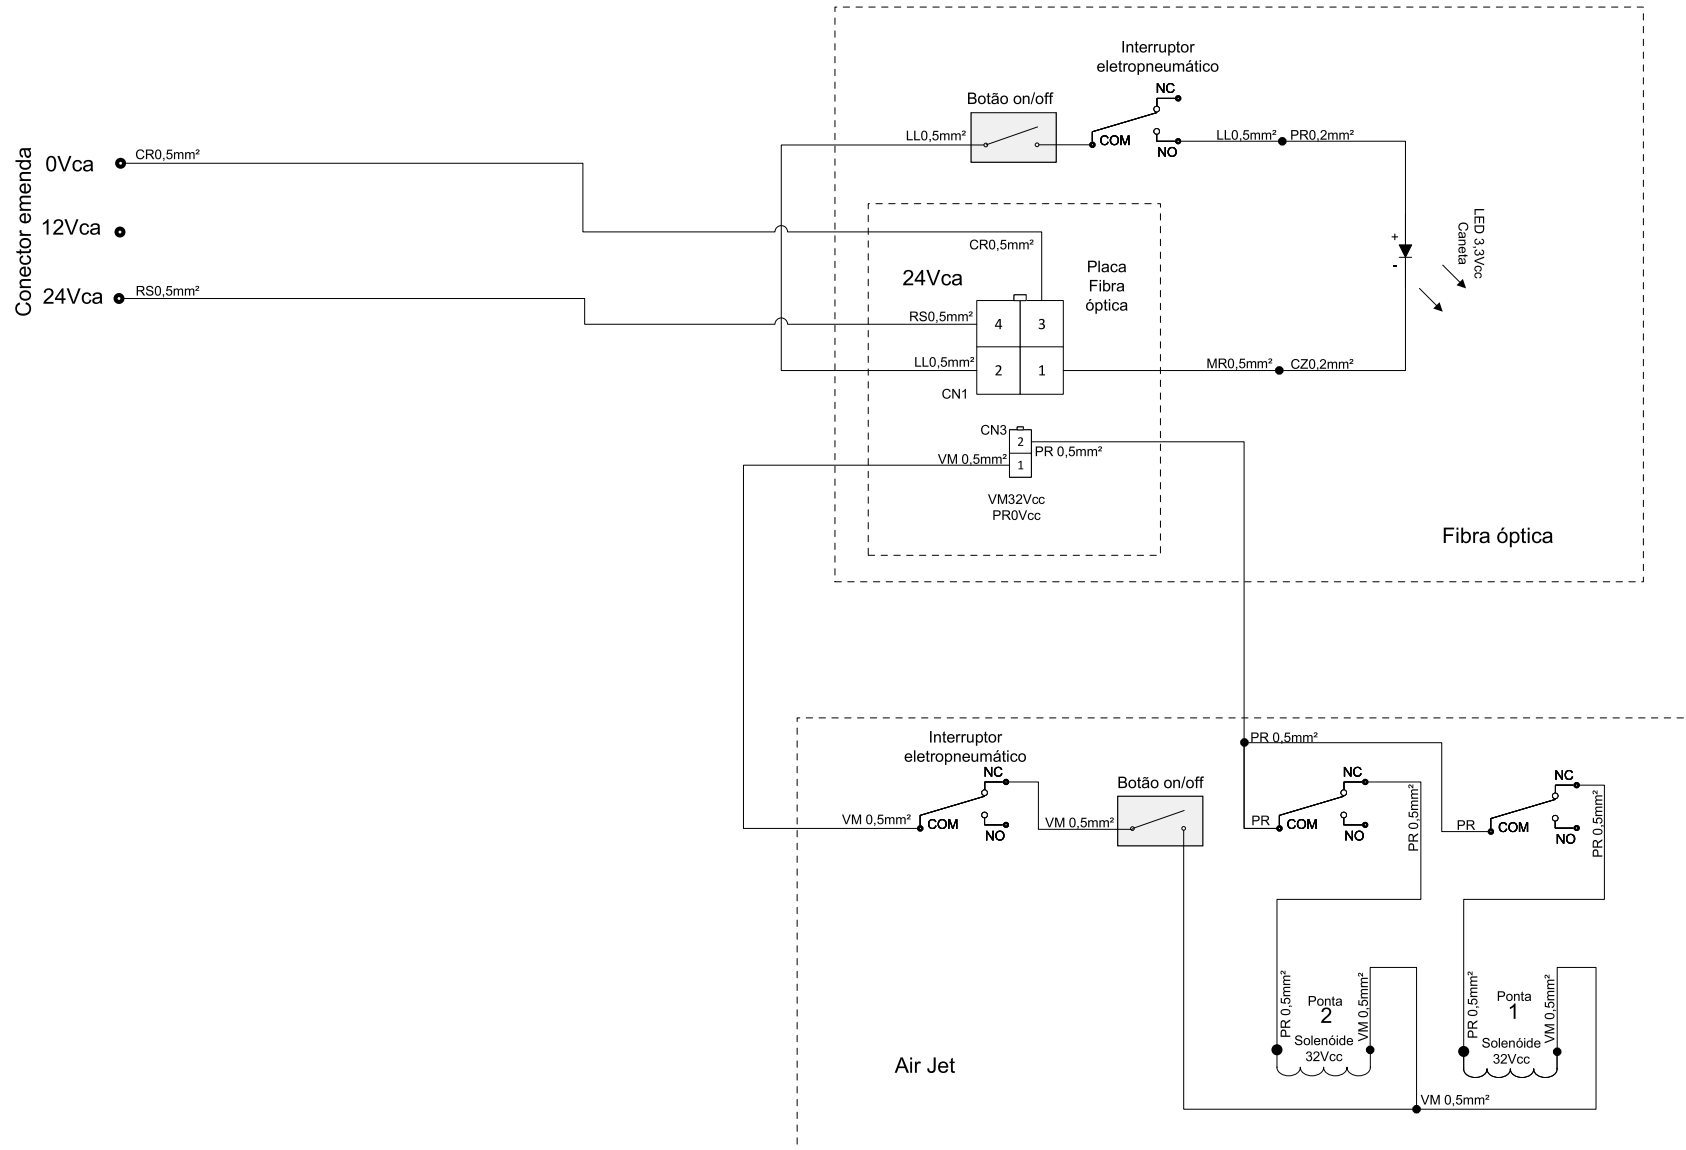 Conector emenda
0Vca
CR0,5mm²
12Vca
24Vca
RS0,5mm²
Interruptor
eletropneumático
Botão on/off
NC
LL0,5mm²
COM
NO
LL0,5mm²
PR0,2mm²
CR0,5mm²
24Vca
Placa
Fibra
óptica
+
-
LED 3,3Vcc
Caneta
RS0,5mm²
4
3
LL0,5mm²
2
1
MR0,5mm²
CZ0,2mm²
CN1
CN3
2
PR 0,5mm²
VM 0,5mm²
1
VM32Vcc
PR0Vcc
Fibra óptica
Interruptor
eletropneumático
PR 0,5mm²
NC
Botão on/off
NC
NC
VM 0,5mm²
COM
NO
VM 0,5mm²
PR
COM
NO
PR 0,5mm²
PR
COM
NO
PR 0,5mm²
PR 0,5mm²
Ponta
2
Solenóide
32Vcc
VM 0,5mm²
PR 0,5mm²
Ponta
1
Solenóide
32Vcc
VM 0,5mm²
Air Jet
VM 0,5mm²